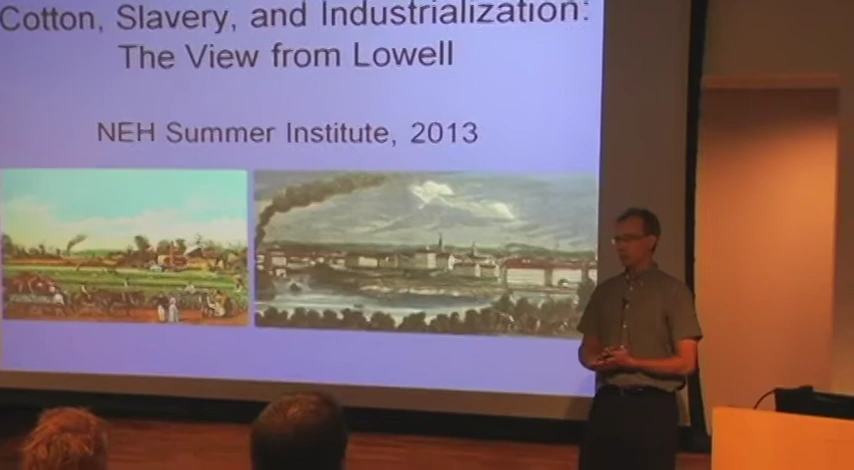 Cotton, Slavery, and Industrialization:
The View from Lowell
NEH Summer Institute, 2013